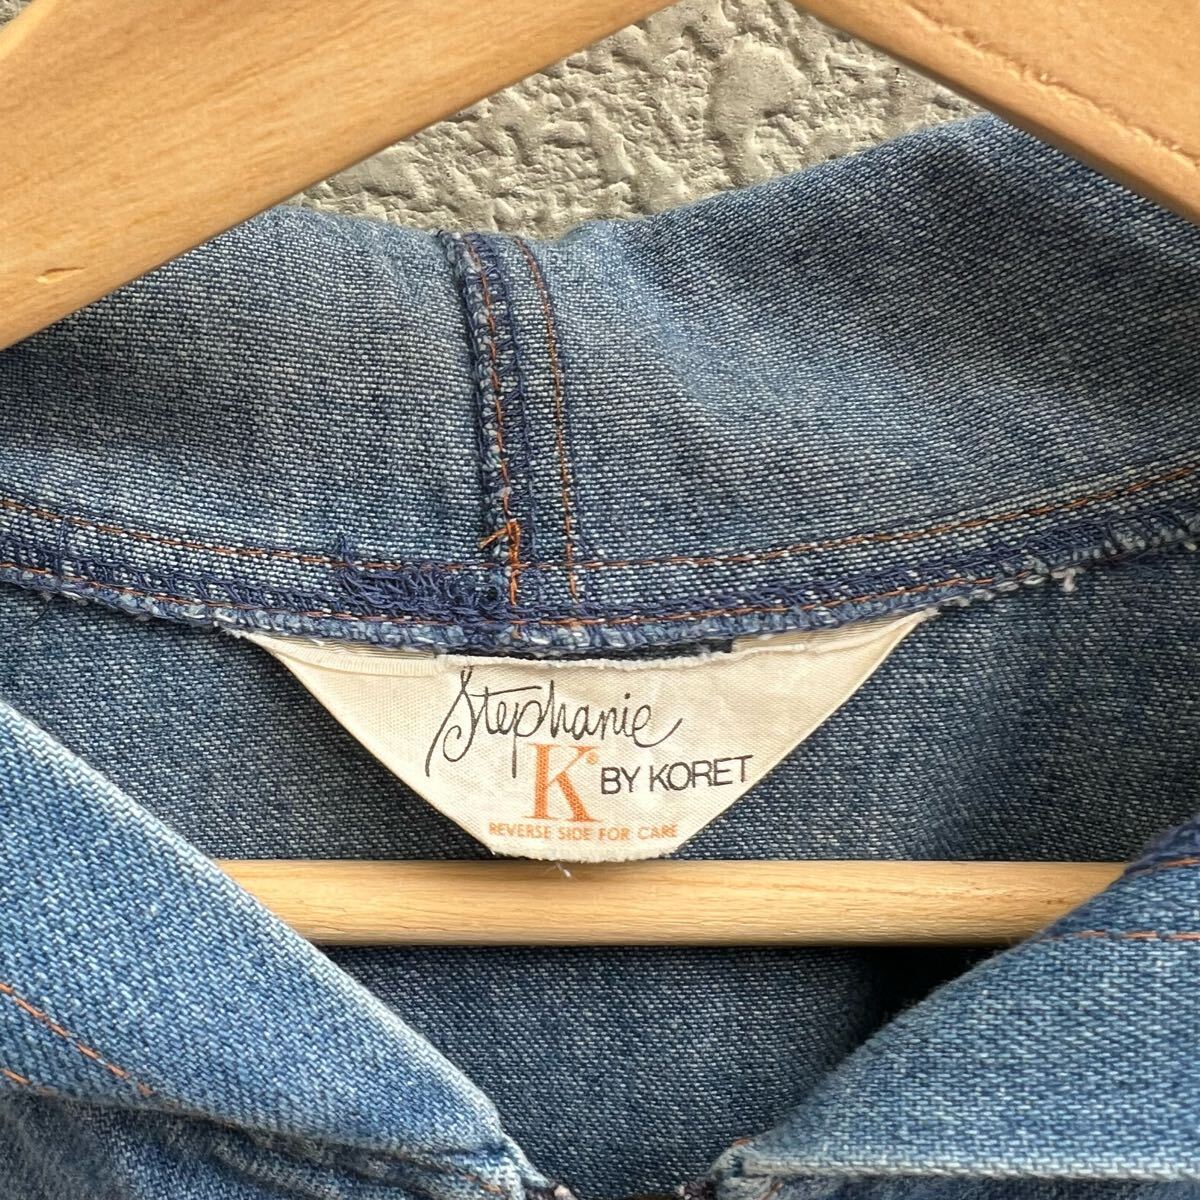 Stephanie
K® BY KORET
REVERSE SIDE FOR CARE